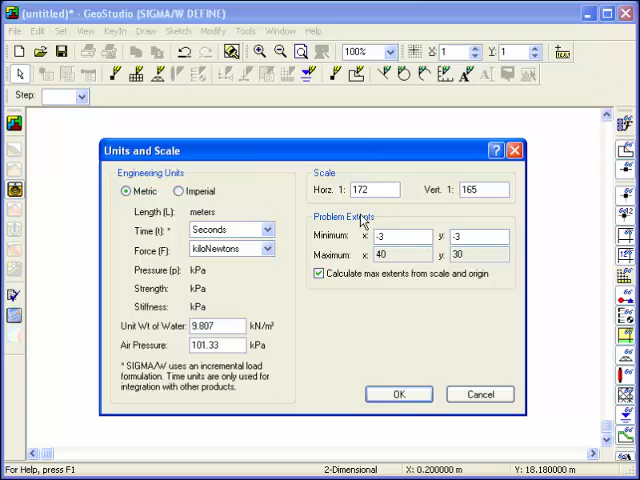 (untitled)* - GeoStudio (SIGMA/W DEFINE)
File Edit Set View KeyIn Draw Sketch Modify Tools Window Help
100% X: 1 Y: 1
Step:
Units and Scale
Engineering Units
Metric Imperial
Length (L): meters
Time (t): * Seconds
Force (F): kiloNewtons
Pressure (p): kPa
Strength: kPa
Stiffness: kPa
Unit Wt of Water: 9.807 kN/m³
Air Pressure: 101.33 kPa
* SIGMA/W uses an incremental load
formulation. Time units are only used for
integration with other products.
Scale
Horz. 1: 172 Vert. 1: 165
Problem Extents
Minimum: x: -3 y: -3
Maximum: x: 40 y: 30
Calculate max extents from scale and origin
OK Cancel
For Help, press F1 2-Dimensional X: 0.200000 m Y: 18.180000 m